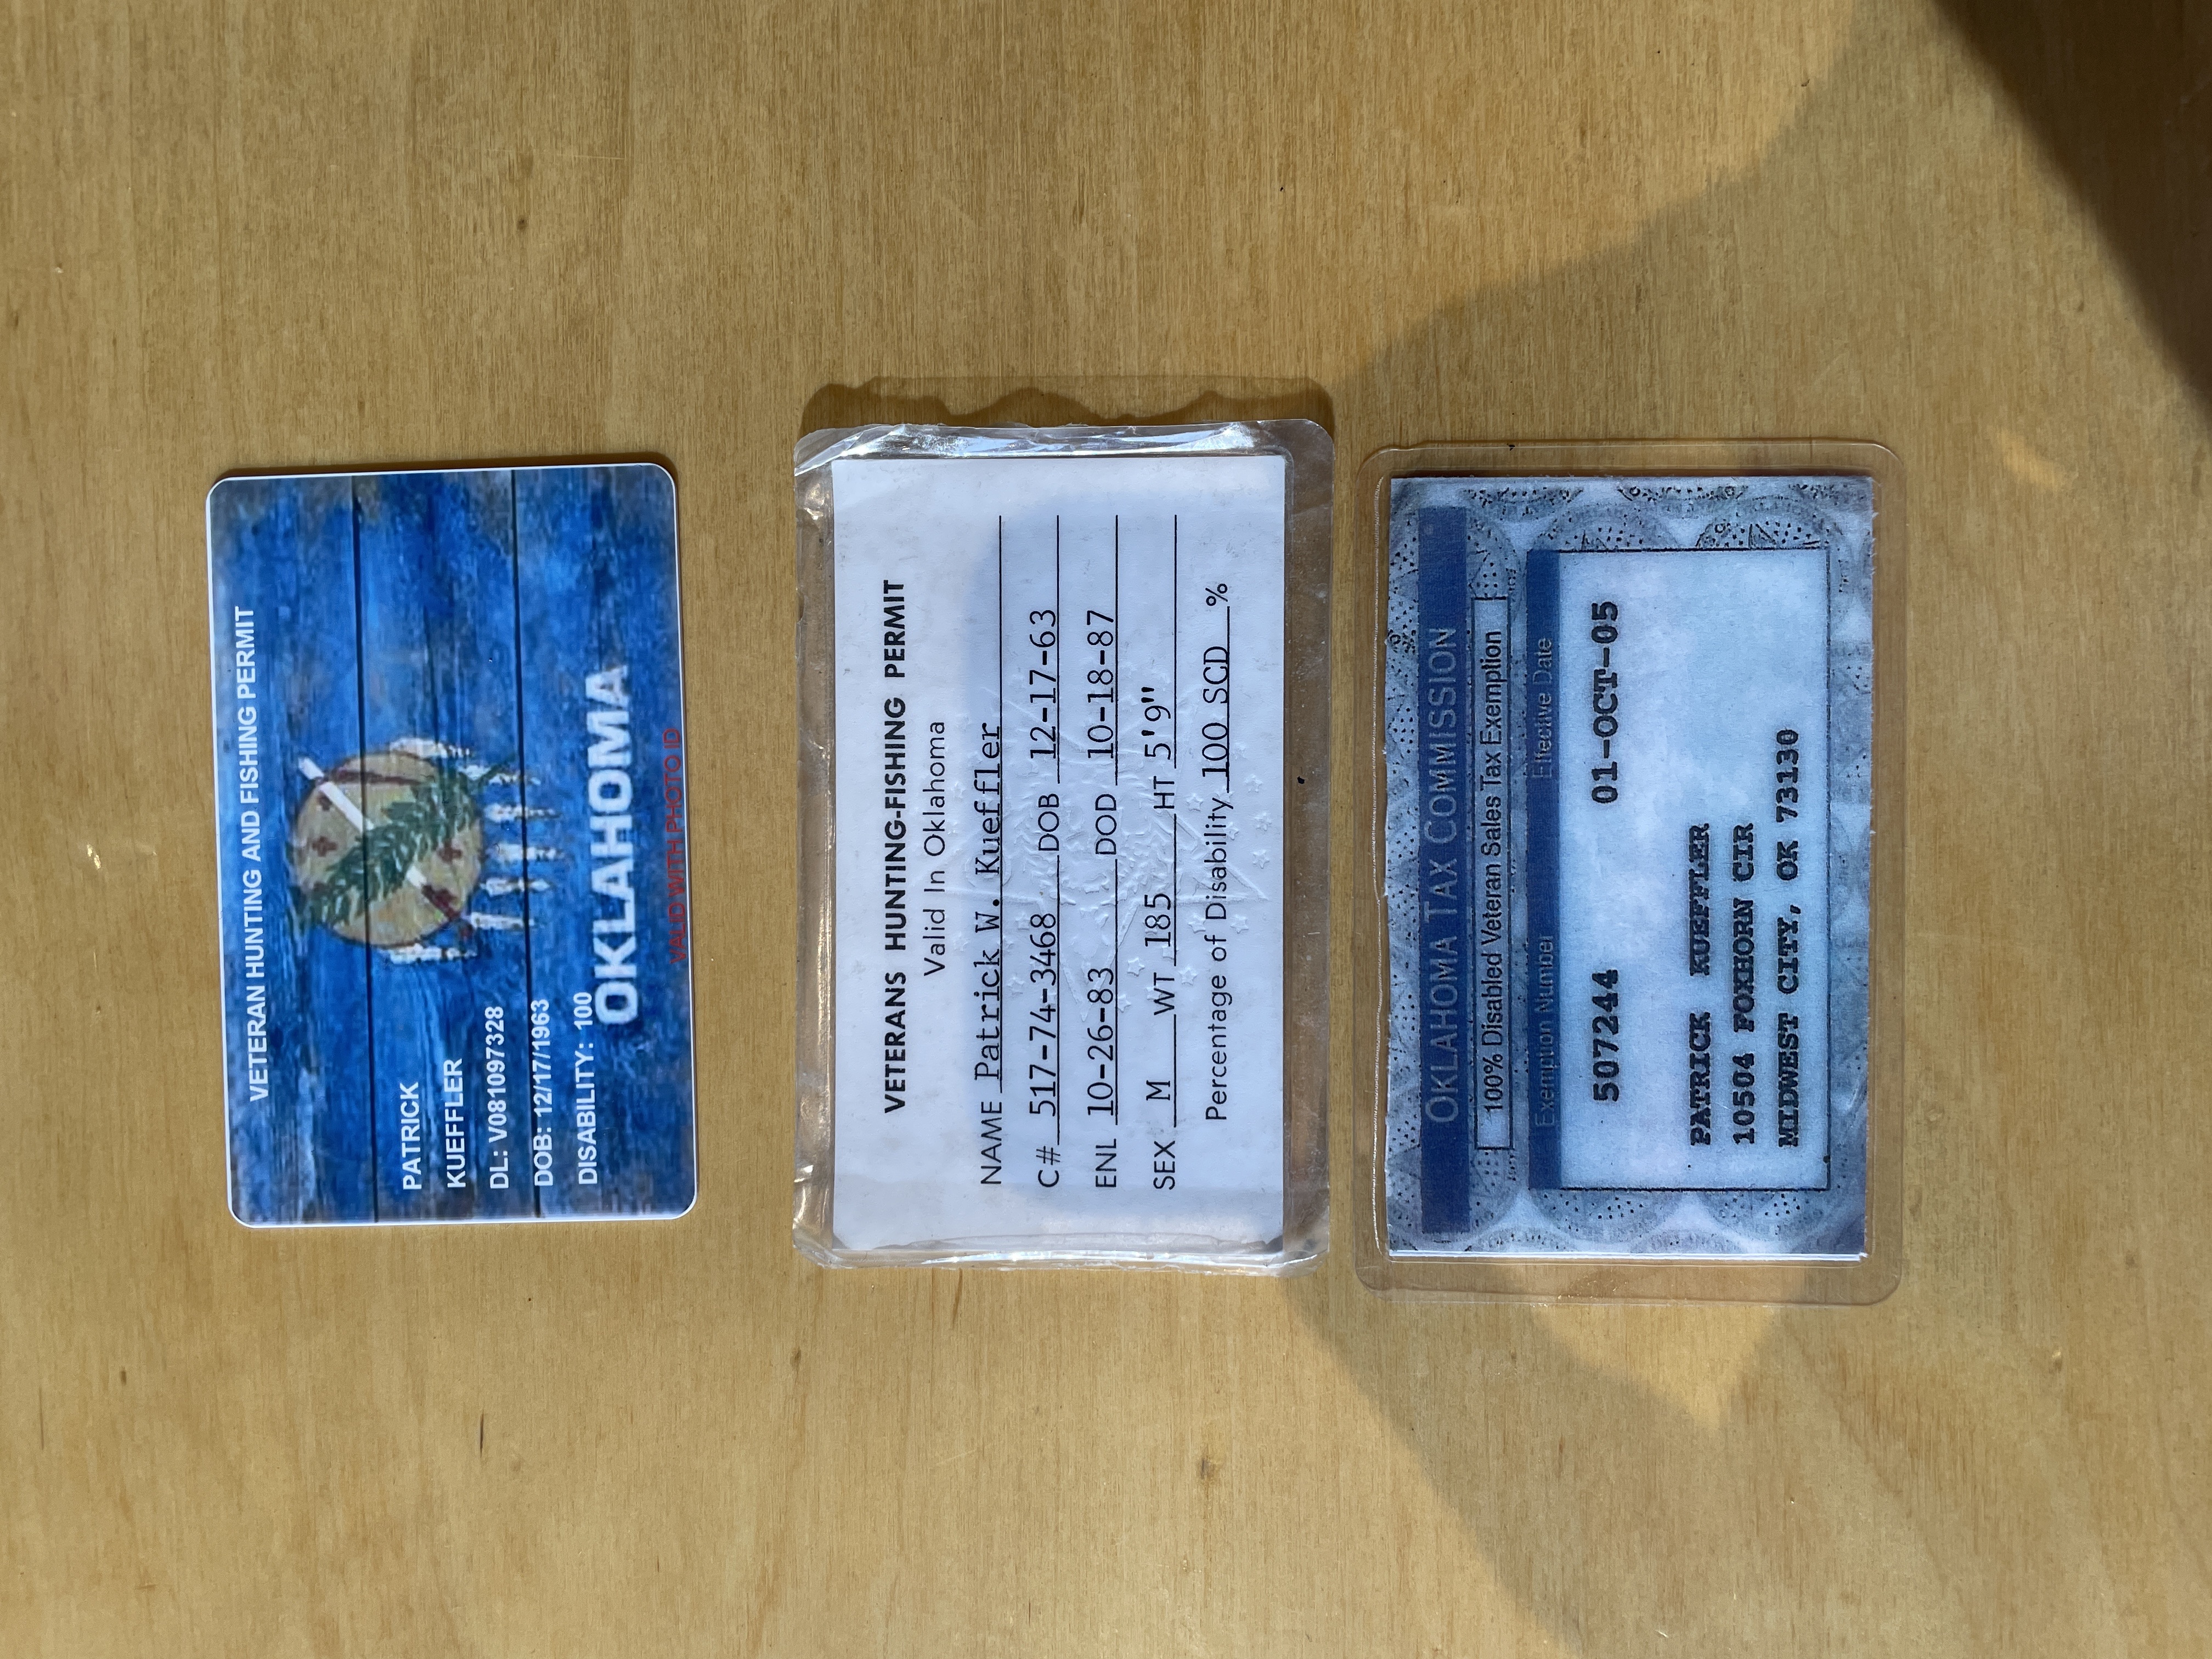 VETERAN HUNTING AND FISHING PERMIT
PATRICK
KUEFFLER
DL: V081097328
DOB: 12/17/1963
DISABILITY: 100
OKLAHOMA
VALID WITH PHOTO ID
VETERANS HUNTING-FISHING PERMIT
Valid In Oklahoma
NAME Patrick W. Kueffler
C# 517-74-3468 DOB 12-17-63
ENL 10-26-83 DOD 10-18-87
SEX M WT 185 HT 5'9"
Percentage of Disability 100 SCD %
OKLAHOMA TAX COMMISSION
100% Disabled Veteran Sales Tax Exemption
Exemption Number Effective Date
507244 01-OCT-05
PATRICK KUEFFLER
10504 FOXHORN CIR
MIDWEST CITY, OK 73130